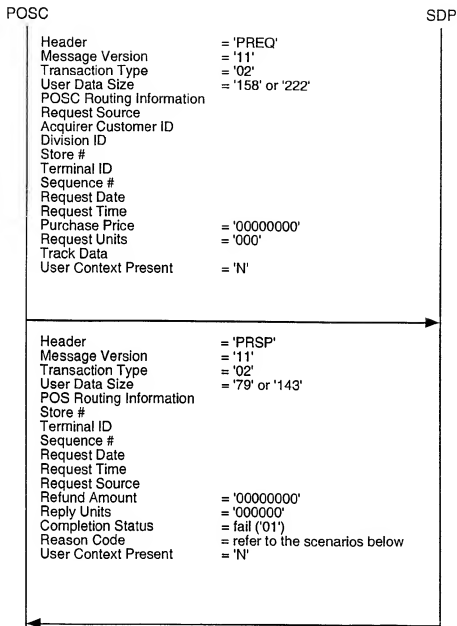 POSC SDP
Header = 'PREQ'
Message Version = '11'
Transaction Type = '02'
User Data Size = '158' or '222'
POSC Routing Information
Request Source
Acquirer Customer ID
Division ID
Store #
Terminal ID
Sequence #
Request Date
Request Time
Purchase Price = '00000000'
Request Units = '000'
Track Data
User Context Present = 'N'
Header = 'PRSP'
Message Version = '11'
Transaction Type = '02'
User Data Size = '79' or '143'
POS Routing Information
Store #
Terminal ID
Sequence #
Request Date
Request Time
Request Source
Refund Amount = '00000000'
Reply Units = '000000'
Completion Status = fail ('01')
Reason Code = refer to the scenarios below
User Context Present = 'N'